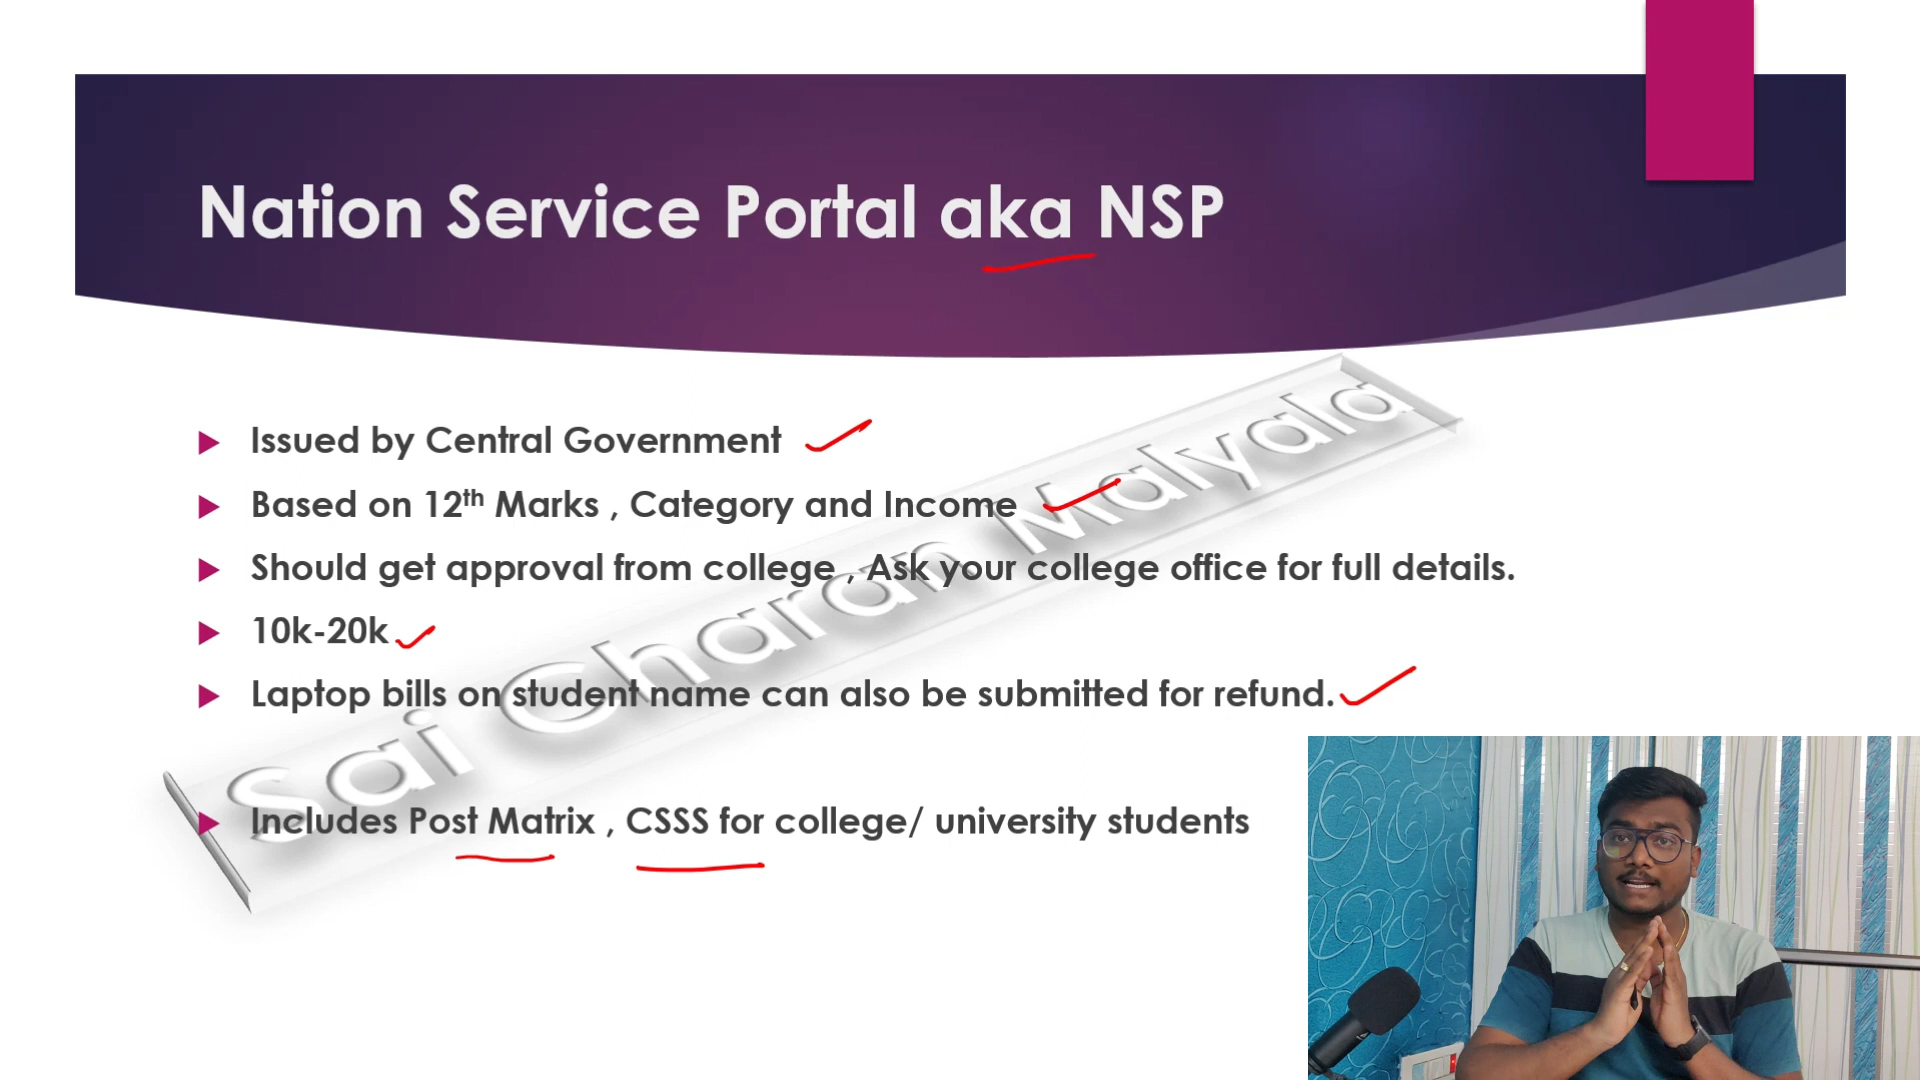 Nation Service Portal aka NSP
Issued by Central Government
Based on 12th Marks , Category and Income
Should get approval from college , Ask your college office for full details.
10k-20k
Laptop bills on student name can also be submitted for refund.
Includes Post Matrix , CSSS for college/ university students
Sai Charan Malyala